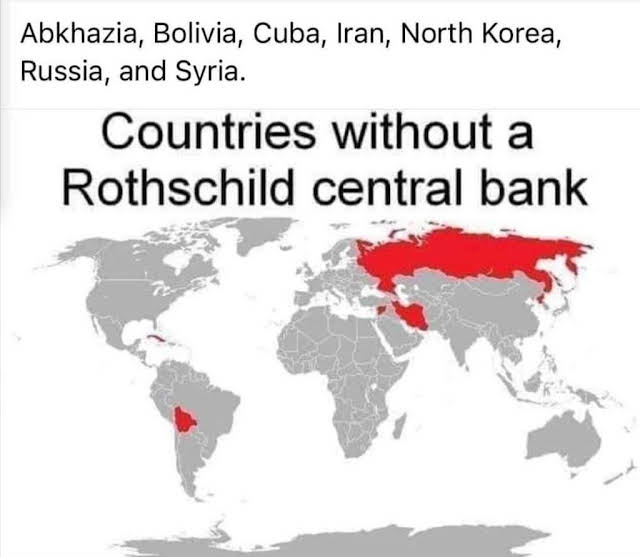 Abkhazia, Bolivia, Cuba, Iran, North Korea,
Russia, and Syria.
Countries without a
Rothschild central bank